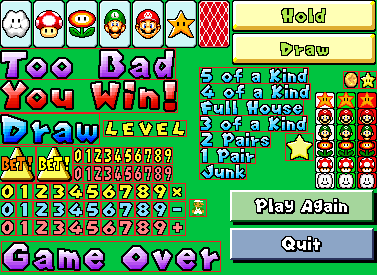 Hold
Draw
Too Bad
You Win!
5 of a Kind
4 of a Kind
Full House
3 of a Kind
2 Pairs
1 Pair
Junk
Draw
LEVEL
BET!
BET!
0123456789
0123456789
0123456789×
0123456789-
0123456789+
Play Again
Quit
Game Over